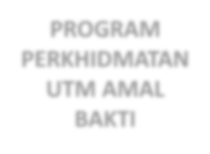 PROGRAM
PERKHIDMATAN
UTM AMAL
BAKTI